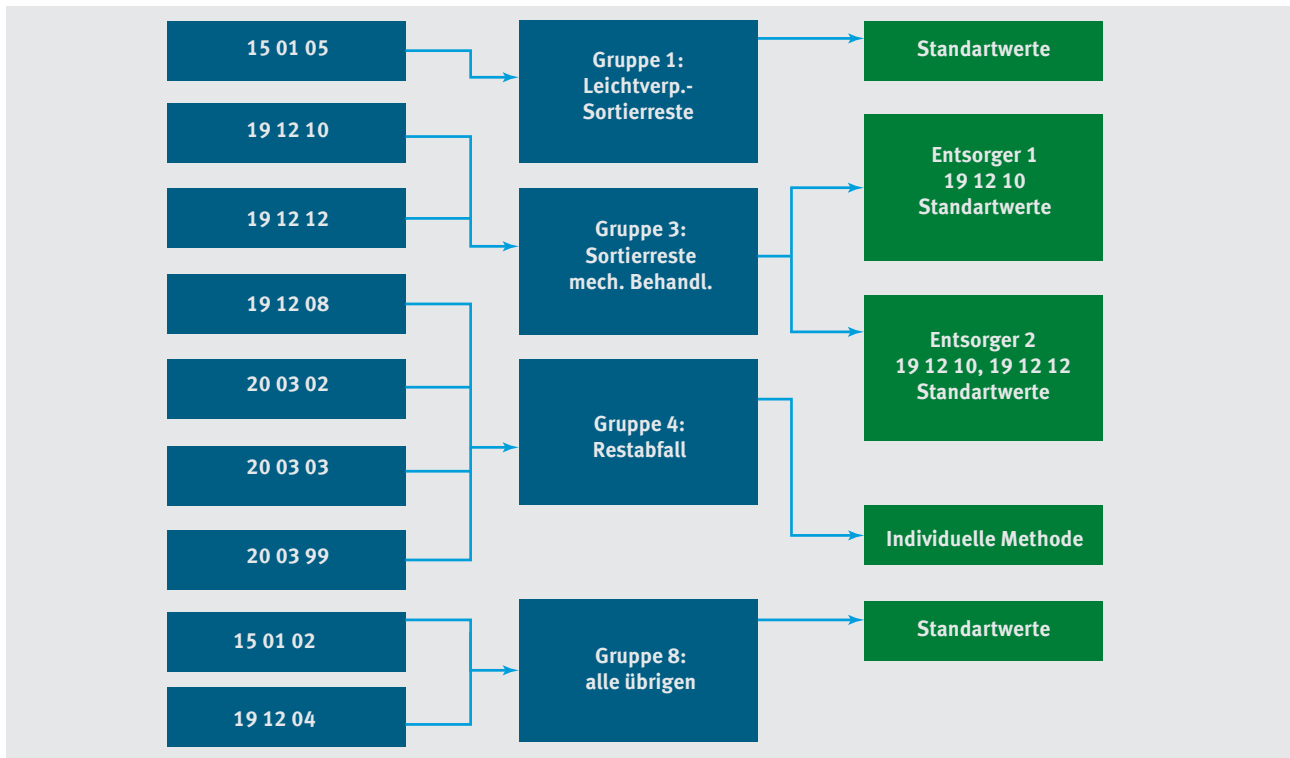 15 01 05
19 12 10
19 12 12
19 12 08
20 03 02
20 03 03
20 03 99
15 01 02
19 12 04
Gruppe 1:
Leichtverp.-
Sortierreste
Gruppe 3:
Sortierreste
mech. Behandl.
Gruppe 4:
Restabfall
Gruppe 8:
alle übrigen
Standartwerte
Entsorger 1
19 12 10
Standartwerte
Entsorger 2
19 12 10, 19 12 12
Standartwerte
Individuelle Methode
Standartwerte